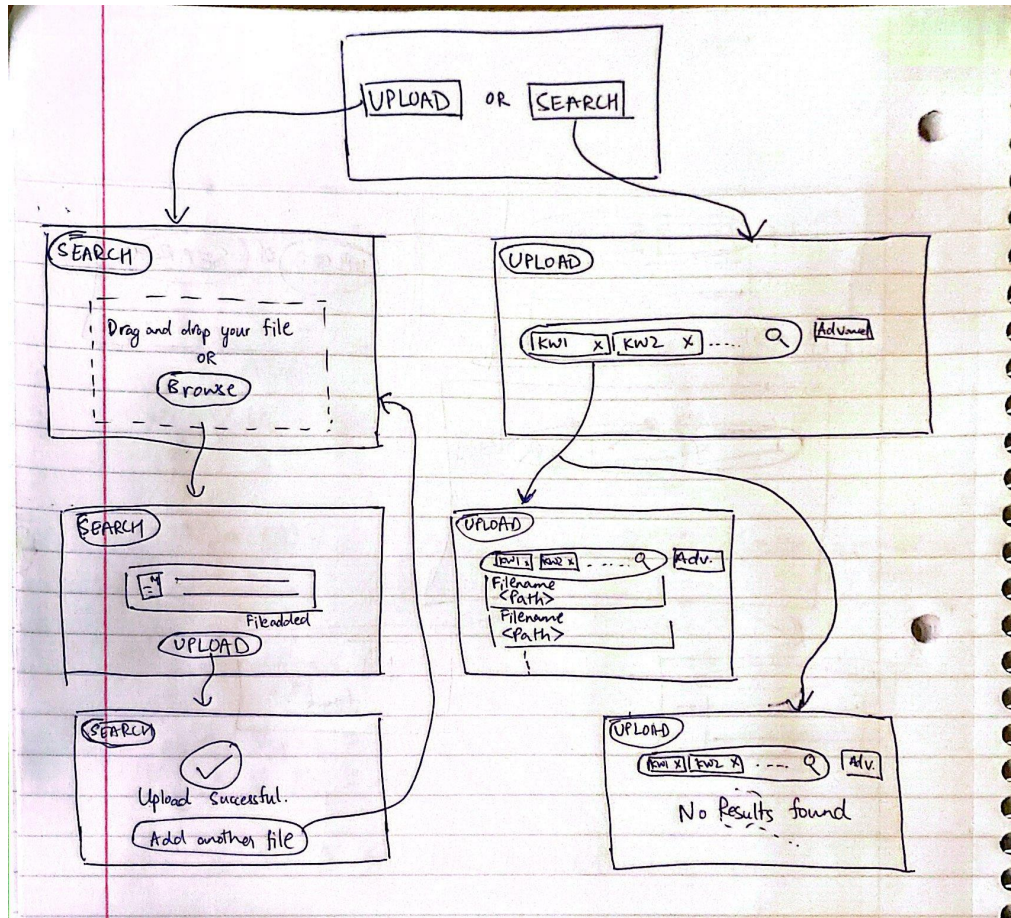 UPLOAD OR SEARCH
SEARCH
Drag and drop your file
OR
Browse
SEARCH
File added
UPLOAD
SEARCH
Upload Successful.
Add another file
UPLOAD
KW1 x KW2 x ..... Advanced
UPLOAD
KW1 x KW2 x ..... Adv.
Filename
<Path>
Filename
<Path>
UPLOAD
KW1 x KW2 x ..... Adv.
No Results found